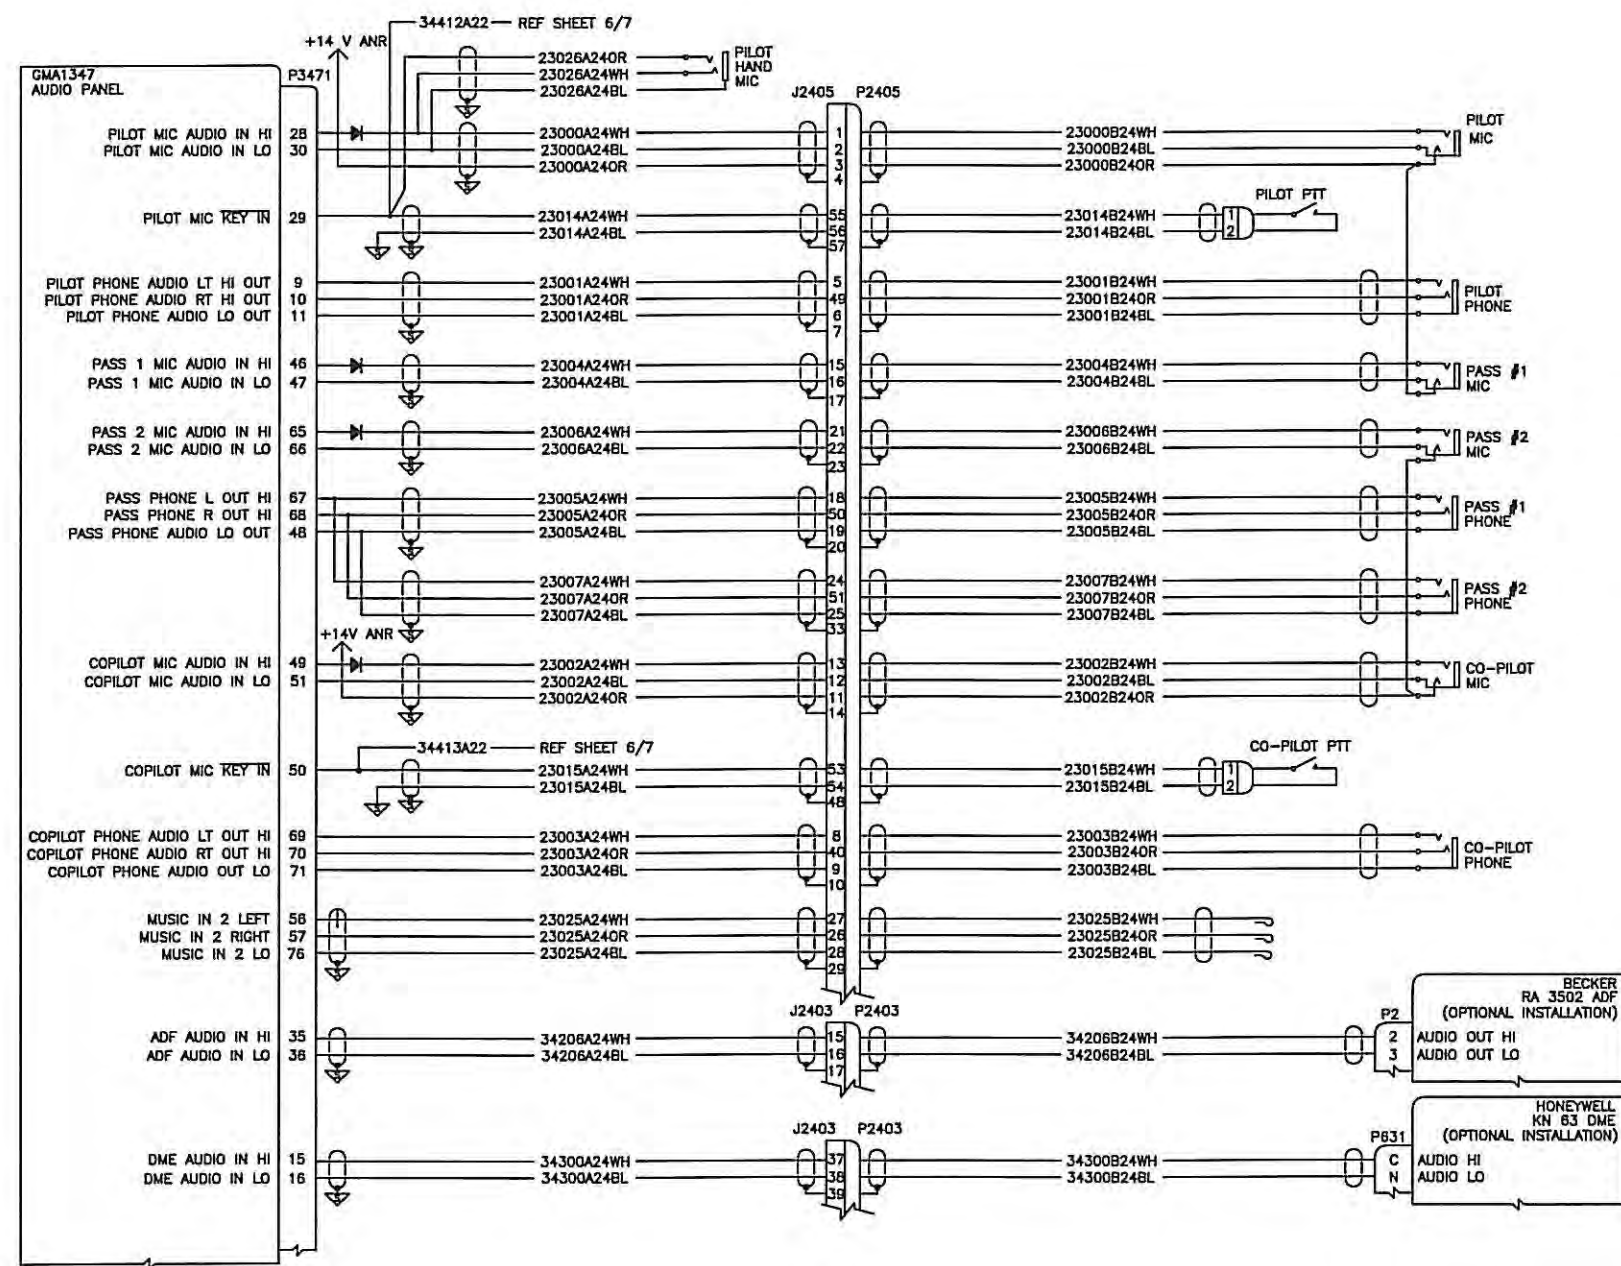 34412A22 REF SHEET 6/7
+14 V ANR
GMA1347
AUDIO PANEL
P3471
23026A24OR
23026A24WH
23026A24BL
PILOT
HAND
MIC
J2405 P2405
PILOT MIC AUDIO IN HI 28 23000A24WH 1 23000B24WH
PILOT MIC AUDIO IN LO 30 23000A24BL 2 23000B24BL
23000A24OR 3 23000B24OR
4
PILOT
MIC
PILOT PTT
PILOT MIC KEY IN 29 23014A24WH 55 23014B24WH 1
23014A24BL 56 23014B24BL 2
57
PILOT PHONE AUDIO LT HI OUT 9 23001A24WH 5 23001B24WH
PILOT PHONE AUDIO RT HI OUT 10 23001A24OR 49 23001B24OR
PILOT PHONE AUDIO LO OUT 11 23001A24BL 6 23001B24BL
7
PILOT
PHONE
PASS 1 MIC AUDIO IN HI 46 23004A24WH 15 23004B24WH
PASS 1 MIC AUDIO IN LO 47 23004A24BL 16 23004B24BL
17
PASS #1
MIC
PASS 2 MIC AUDIO IN HI 65 23006A24WH 21 23006B24WH
PASS 2 MIC AUDIO IN LO 66 23006A24BL 22 23006B24BL
23
PASS #2
MIC
PASS PHONE L OUT HI 67 23005A24WH 18 23005B24WH
PASS PHONE R OUT HI 68 23005A24OR 50 23005B24OR
PASS PHONE AUDIO LO OUT 48 23005A24BL 19 23005B24BL
20
PASS #1
PHONE
23007A24WH 24 23007B24WH
23007A24OR 51 23007B24OR
23007A24BL 25 23007B24BL
33
PASS #2
PHONE
+14V ANR
COPILOT MIC AUDIO IN HI 49 23002A24WH 13 23002B24WH
COPILOT MIC AUDIO IN LO 51 23002A24BL 12 23002B24BL
23002A24OR 11 23002B24OR
14
CO-PILOT
MIC
34413A22 REF SHEET 6/7
CO-PILOT PTT
COPILOT MIC KEY IN 50 23015A24WH 53 23015B24WH 1
23015A24BL 54 23015B24BL 2
48
COPILOT PHONE AUDIO LT OUT HI 69 23003A24WH 8 23003B24WH
COPILOT PHONE AUDIO RT OUT HI 70 23003A24OR 40 23003B24OR
COPILOT PHONE AUDIO OUT LO 71 23003A24BL 9 23003B24BL
10
CO-PILOT
PHONE
MUSIC IN 2 LEFT 58 23025A24WH 27 23025B24WH
MUSIC IN 2 RIGHT 57 23025A24OR 26 23025B24OR
MUSIC IN 2 LO 76 23025A24BL 28 23025B24BL
29
J2403 P2403
BECKER
RA 3502 ADF
(OPTIONAL INSTALLATION)
P2
ADF AUDIO IN HI 35 34206A24WH 15 34206B24WH 2 AUDIO OUT HI
ADF AUDIO IN LO 36 34206A24BL 16 34206B24BL 3 AUDIO OUT LO
17
J2403 P2403
HONEYWELL
KN 63 DME
(OPTIONAL INSTALLATION)
P631
DME AUDIO IN HI 15 34300A24WH 37 34300B24WH C AUDIO HI
DME AUDIO IN LO 16 34300A24BL 38 34300B24BL N AUDIO LO
39